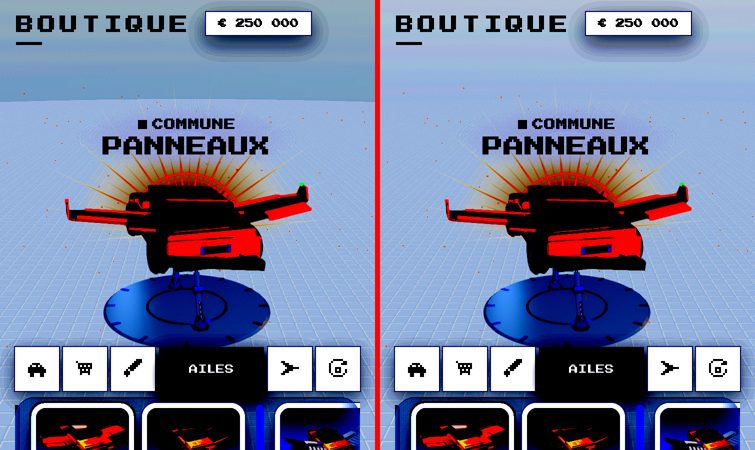 BOUTIQUE € 250 000
COMMUNE
PANNEAUX
AILES
BOUTIQUE € 250 000
COMMUNE
PANNEAUX
AILES